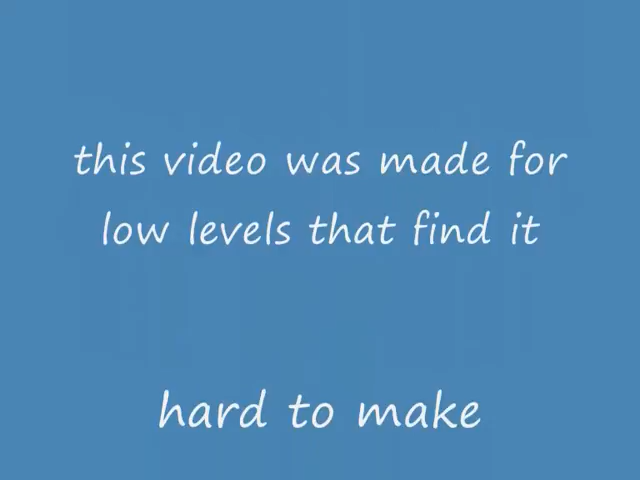 this video was made for
low levels that find it
hard to make